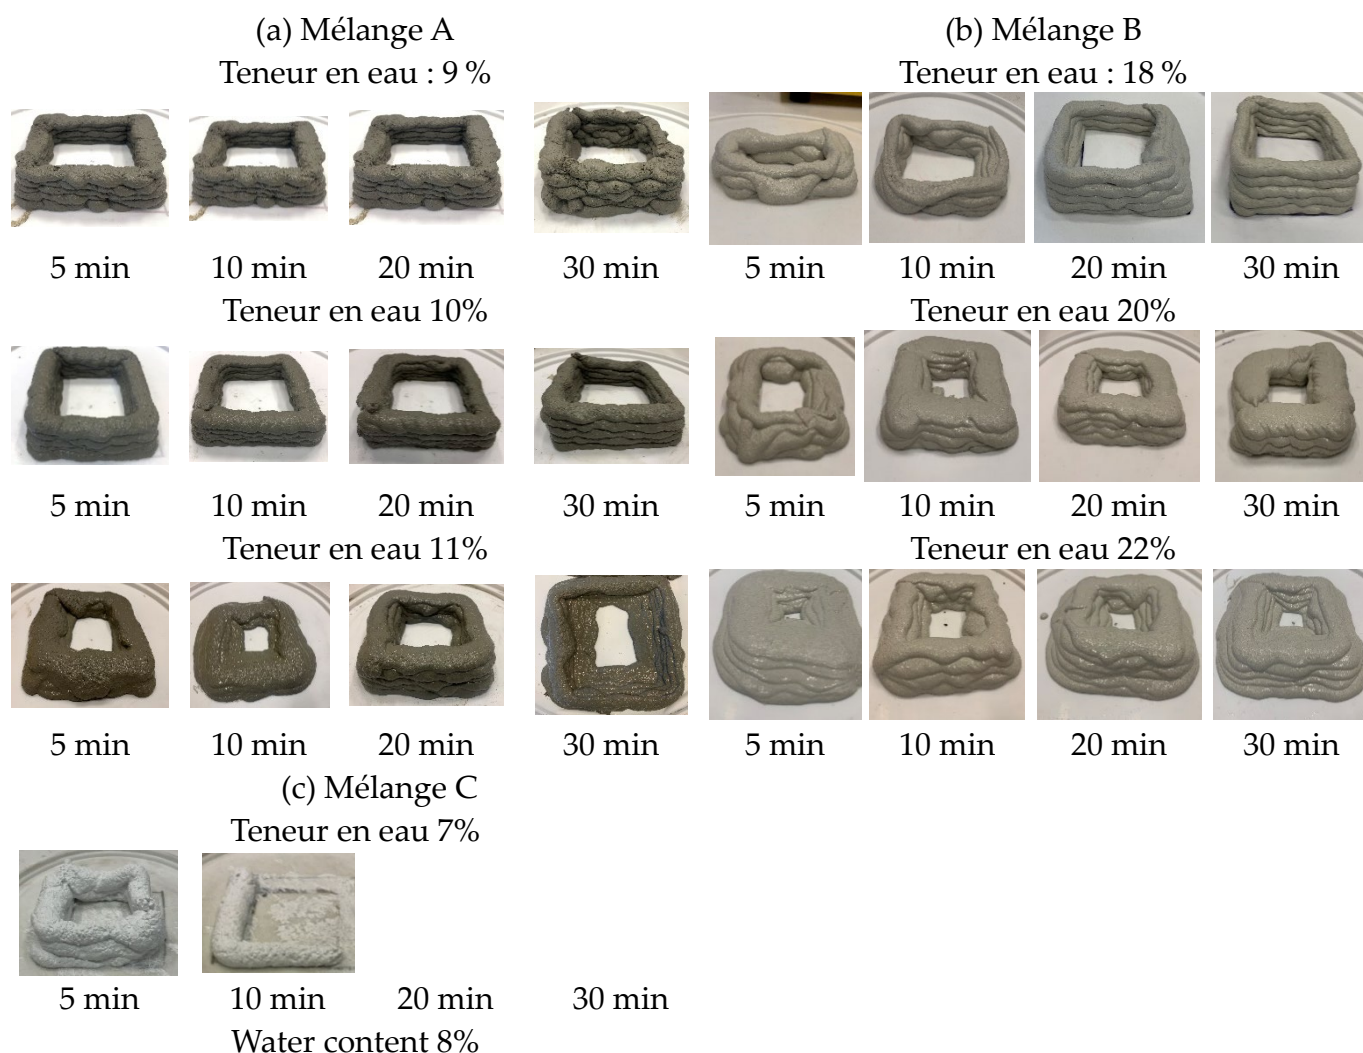 (a) Mélange A
Teneur en eau : 9 %
5 min 10 min 20 min 30 min
Teneur en eau 10%
5 min 10 min 20 min 30 min
Teneur en eau 11%
5 min 10 min 20 min 30 min
(b) Mélange B
Teneur en eau : 18 %
5 min 10 min 20 min 30 min
Teneur en eau 20%
5 min 10 min 20 min 30 min
Teneur en eau 22%
5 min 10 min 20 min 30 min
(c) Mélange C
Teneur en eau 7%
5 min 10 min 20 min 30 min
Water content 8%